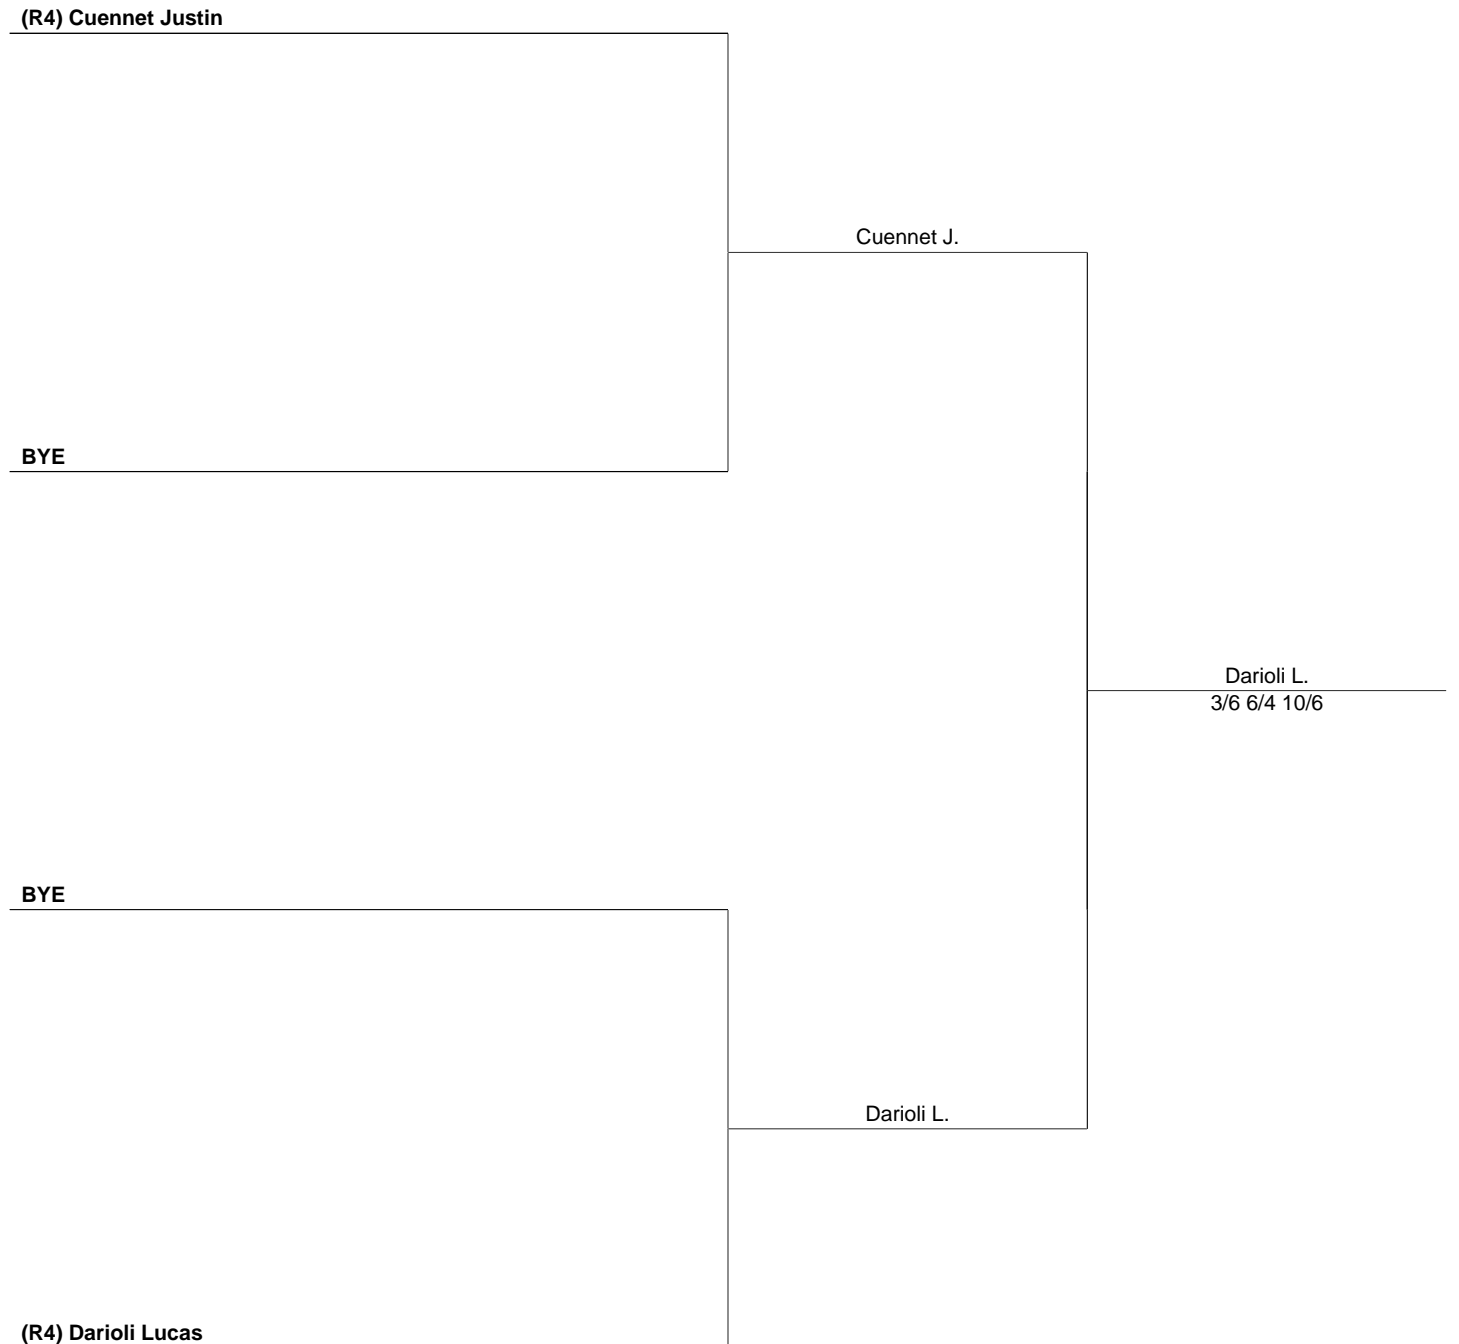 (R4) Cuennet Justin
Cuennet J.
BYE
Darioli L.
3/6 6/4 10/6
BYE
Darioli L.
(R4) Darioli Lucas